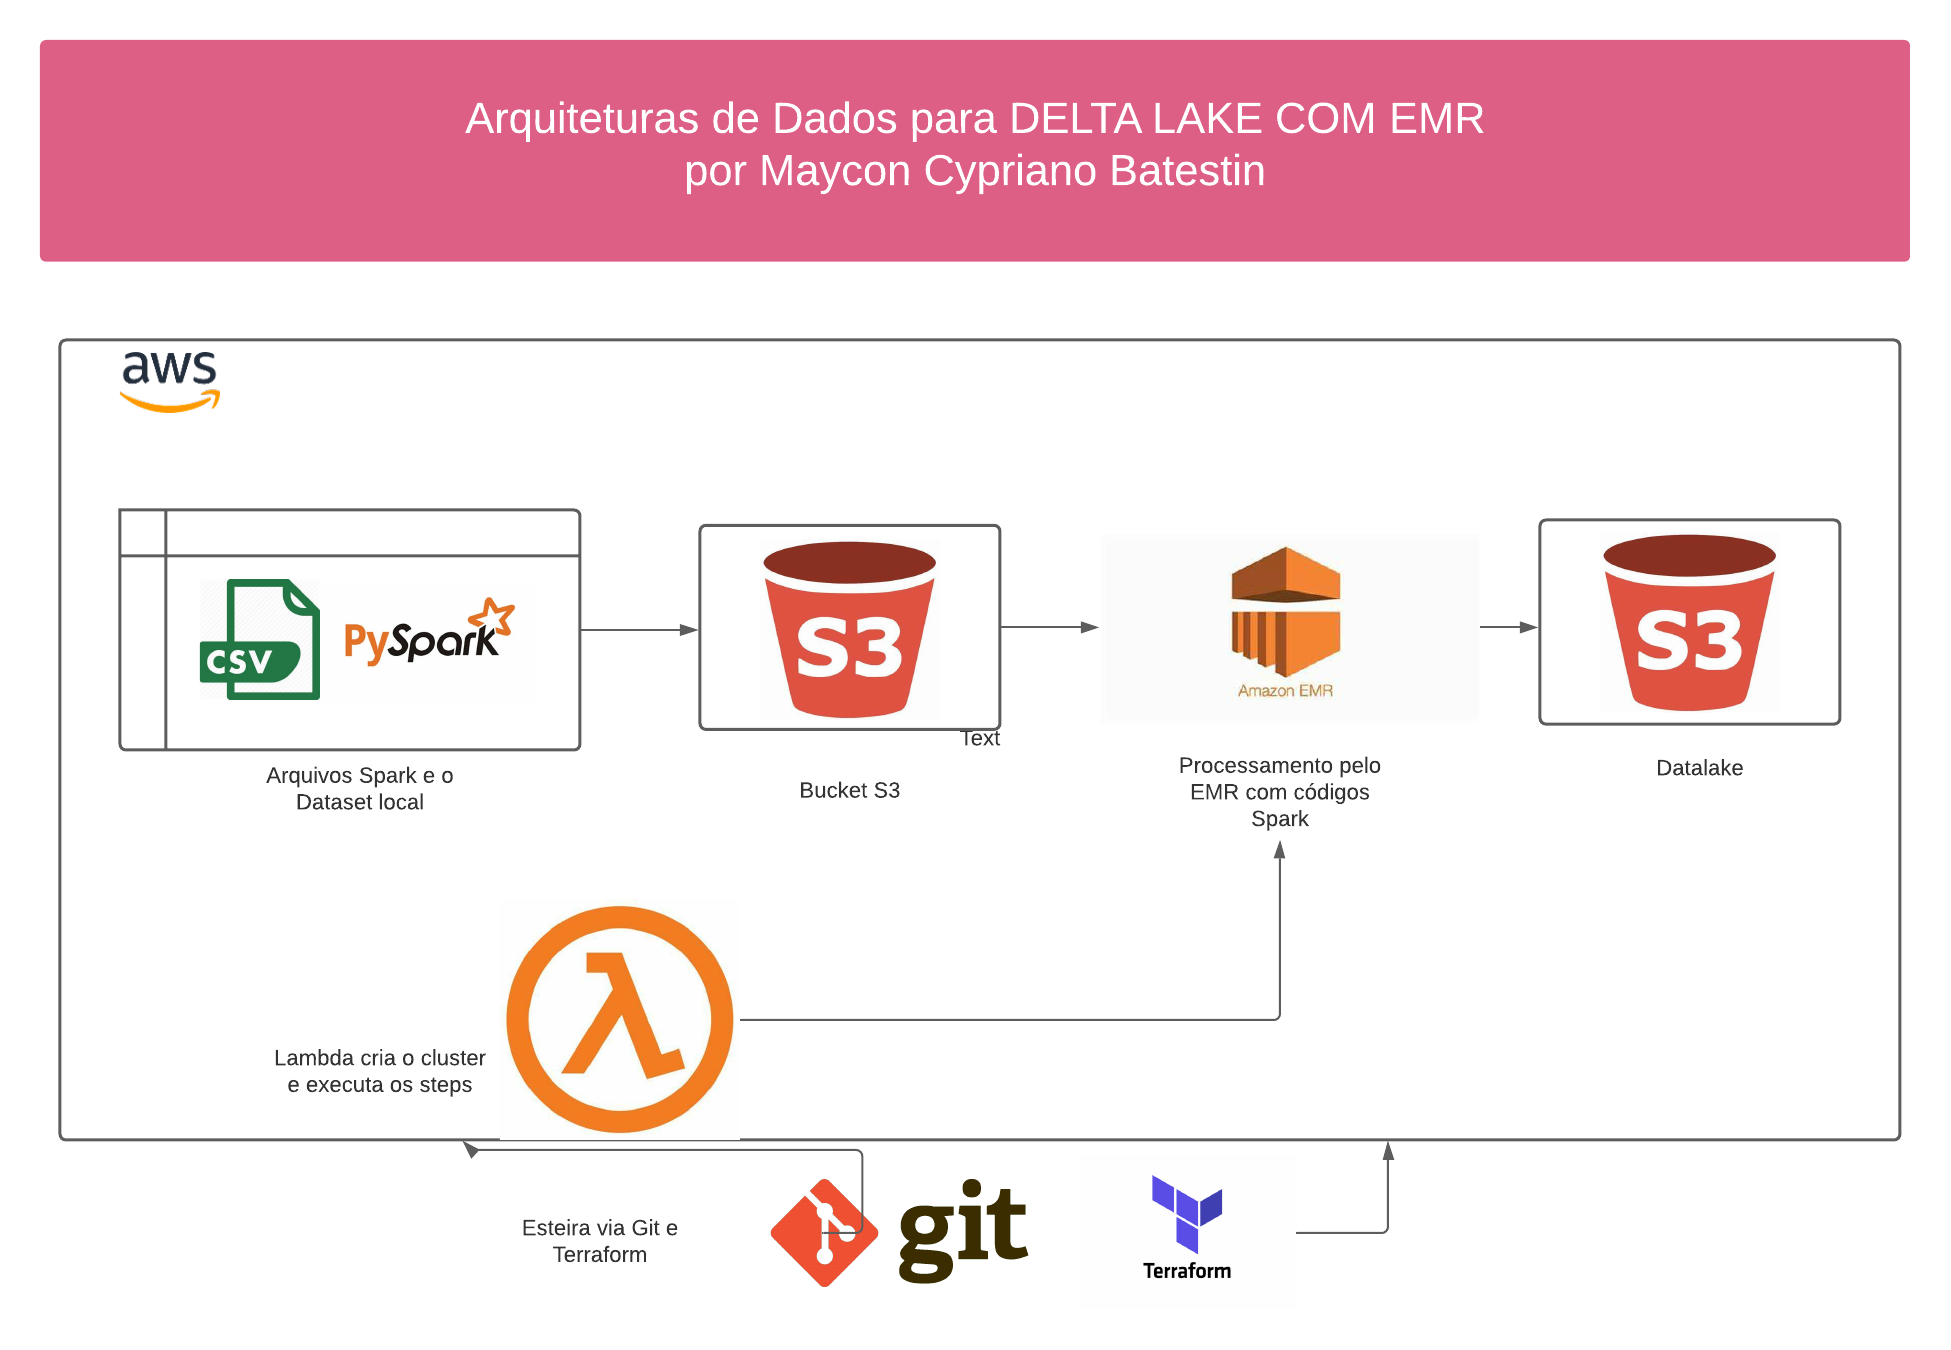 Arquiteturas de Dados para DELTA LAKE COM EMR
por Maycon Cypriano Batestin
aws
CSV
PySpark
S3
Amazon EMR
S3
Text
Arquivos Spark e o
Dataset local
Bucket S3
Processamento pelo
EMR com códigos
Spark
Datalake
Lambda cria o cluster
e executa os steps
Esteira via Git e
Terraform
git
Terraform